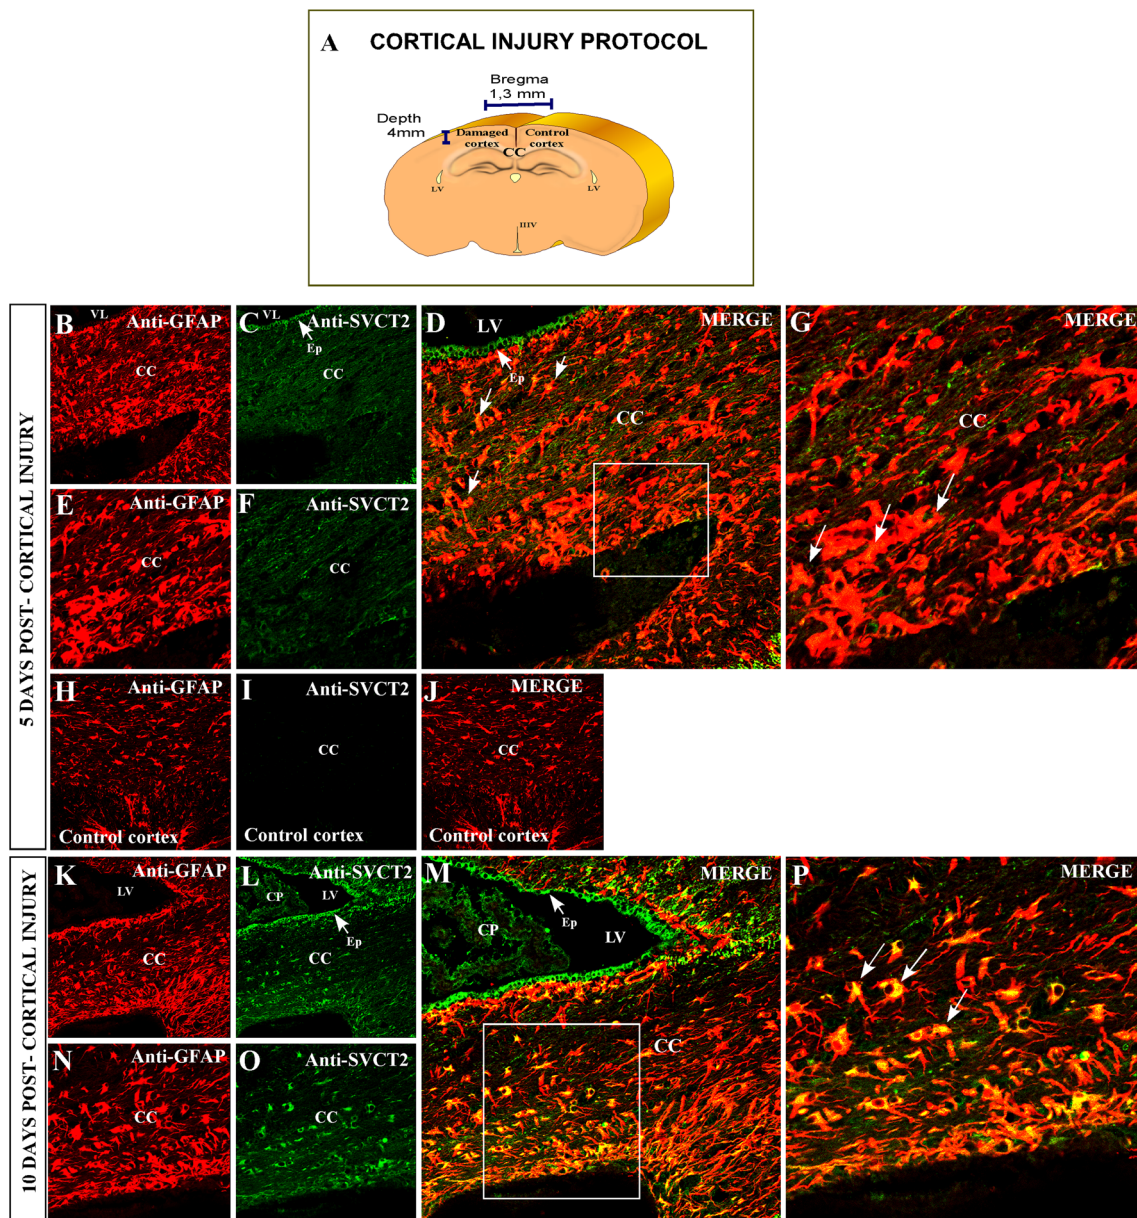 A CORTICAL INJURY PROTOCOL
Bregma
1,3 mm
Depth
4mm
Damaged
cortex
Control
cortex
CC
LV
LV
IIIV
5 DAYS POST- CORTICAL INJURY
B
VL
Anti-GFAP
CC
C
VL
Anti-SVCT2
Ep
CC
D
LV
MERGE
Ep
CC
G
MERGE
CC
E
Anti-GFAP
CC
F
Anti-SVCT2
CC
H
Anti-GFAP
CC
Control cortex
I
Anti-SVCT2
CC
Control cortex
J
MERGE
CC
Control cortex
10 DAYS POST- CORTICAL INJURY
K
Anti-GFAP
LV
CC
L
Anti-SVCT2
CP
LV
Ep
CC
M
MERGE
Ep
CP
LV
CC
P
MERGE
N
Anti-GFAP
CC
O
Anti-SVCT2
CC